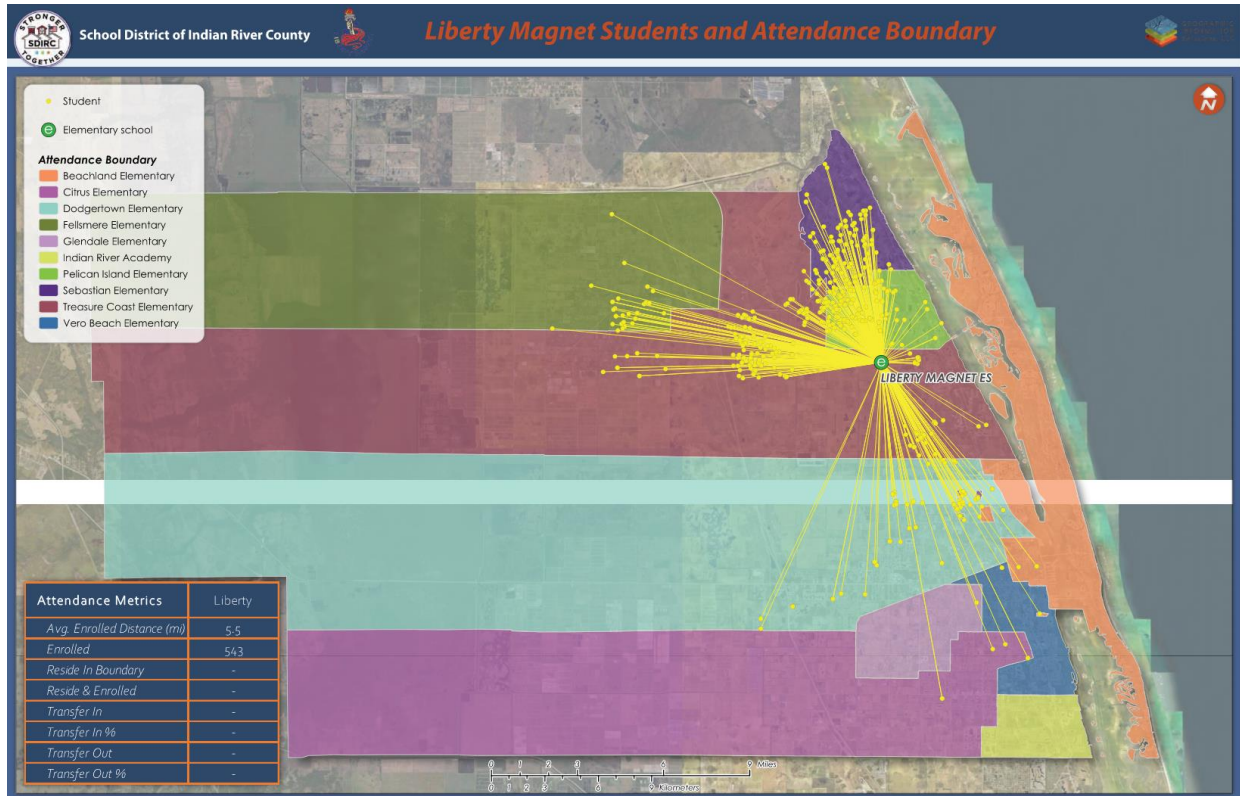 STRONGER
SDIRC
TOGETHER
School District of Indian River County
Liberty Magnet Students and Attendance Boundary
Student
e Elementary school
Attendance Boundary
Beachland Elementary
Citrus Elementary
Dodgertown Elementary
Fellsmere Elementary
Glendale Elementary
Indian River Academy
Pelican Island Elementary
Sebastian Elementary
Treasure Coast Elementary
Vero Beach Elementary
N
e
LIBERTY MAGNET ES
Attendance Metrics Liberty
Avg. Enrolled Distance (mi) 5.5
Enrolled 543
Reside In Boundary -
Reside & Enrolled -
Transfer In -
Transfer In % -
Transfer Out -
Transfer Out % -
0 1 2 3 6 9 Miles
0 1 2 3 6 9 Kilometers